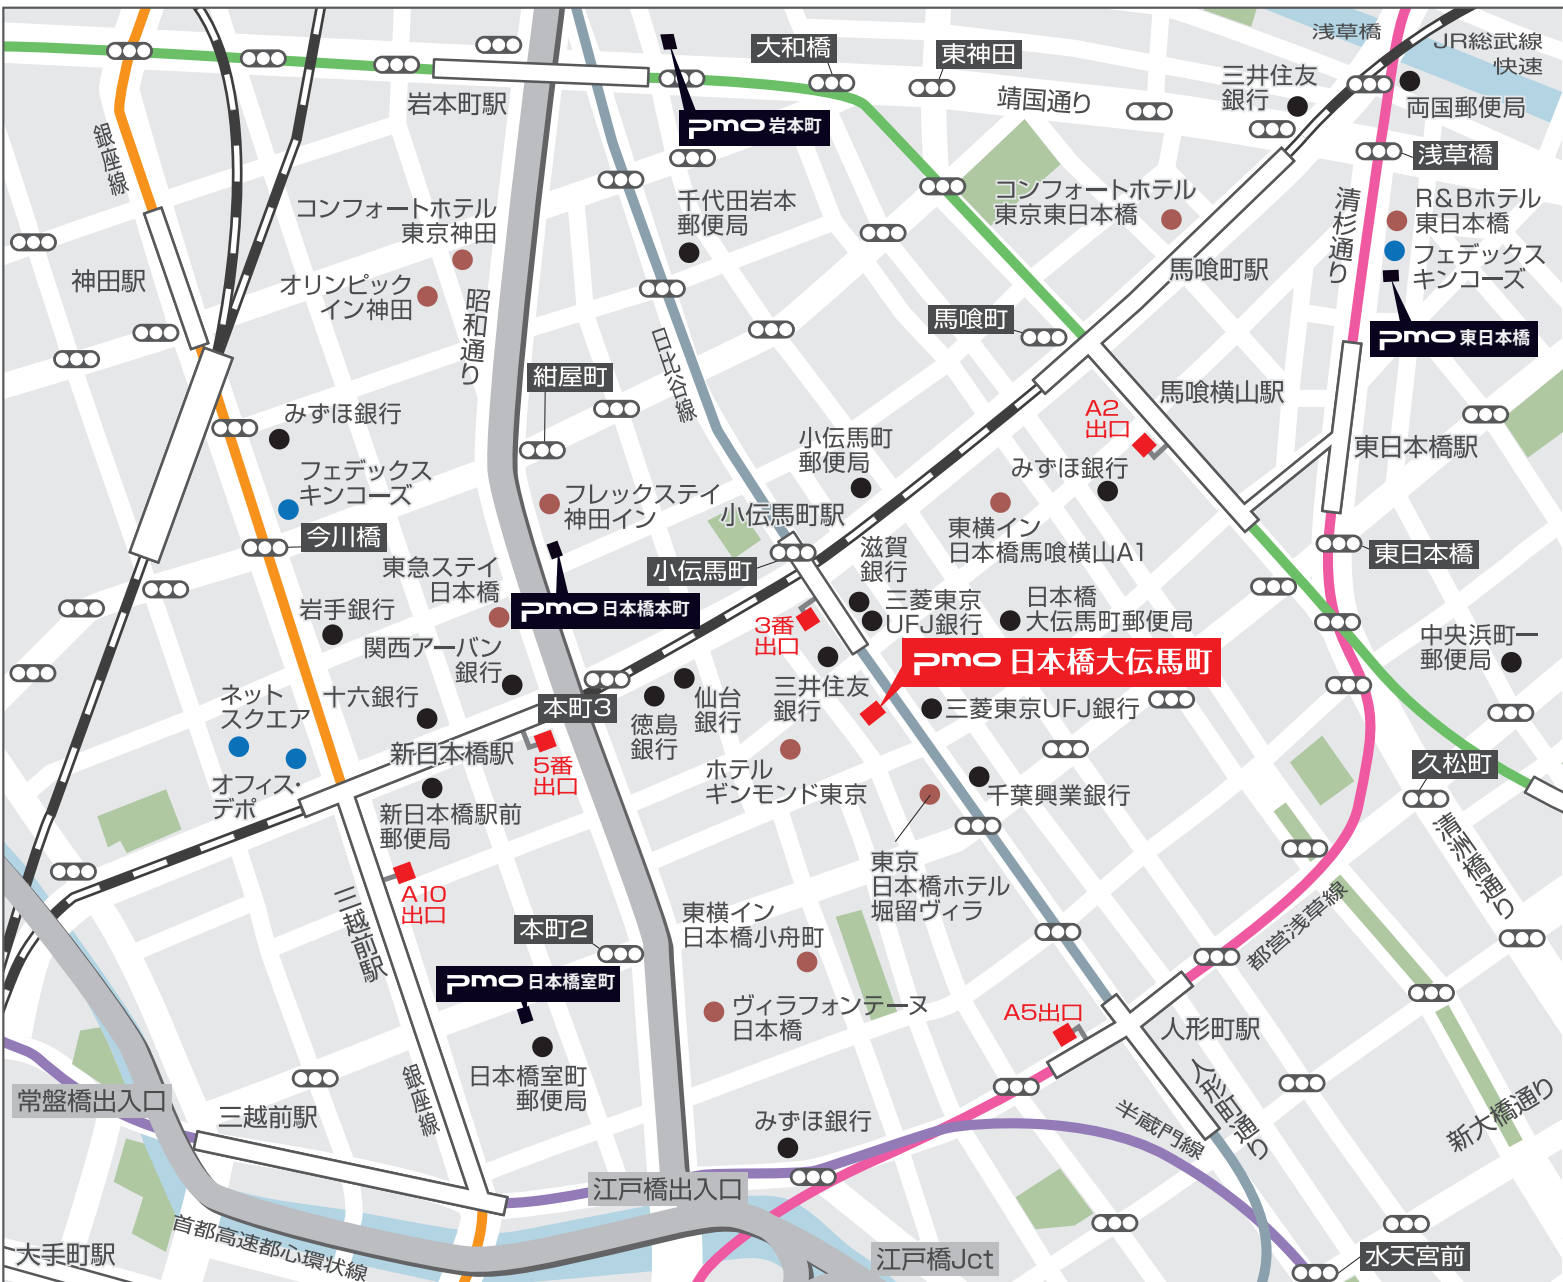 浅草橋
JR総武線
快速
大和橋
東神田
三井住友
銀行
両国郵便局
岩本町駅
靖国通り
pmo 岩本町
浅草橋
銀座線
千代田岩本
郵便局
コンフォートホテル
東京東日本橋
清杉通り
R&Bホテル
東日本橋
フェデックス
キンコーズ
コンフォートホテル
東京神田
神田駅
オリンピック
イン神田
昭和通り
馬喰町駅
馬喰町
pmo 東日本橋
日比谷線
紺屋町
馬喰横山駅
A2
出口
みずほ銀行
小伝馬町
郵便局
東日本橋駅
フェデックス
キンコーズ
フレックスステイ
神田イン
みずほ銀行
小伝馬町駅
東横イン
日本橋馬喰横山A1
今川橋
滋賀
銀行
東日本橋
東急ステイ
日本橋
小伝馬町
pmo 日本橋本町
三菱東京
UFJ銀行
日本橋
大伝馬町郵便局
岩手銀行
3番
出口
中央浜町一
郵便局
関西アーバン
銀行
pmo 日本橋大伝馬町
ネット
スクエア
十六銀行
本町3
仙台
銀行
徳島
銀行
三井住友
銀行
三菱東京UFJ銀行
新日本橋駅
5番
出口
ホテル
ギンモンド東京
久松町
オフィス・
デポ
新日本橋駅前
郵便局
千葉興業銀行
清洲橋通り
東京
日本橋ホテル
堀留ヴィラ
三越前駅
A10
出口
本町2
東横イン
日本橋小舟町
都営浅草線
pmo 日本橋室町
ヴィラフォンテーヌ
日本橋
A5出口
人形町駅
日本橋室町
郵便局
銀座線
人形町通り
常盤橋出入口
三越前駅
みずほ銀行
半蔵門線
新大橋通り
江戸橋出入口
首都高速都心環状線
大手町駅
江戸橋Jct
水天宮前